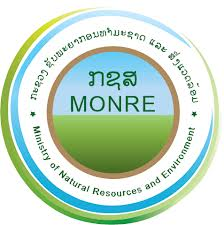 ກະຊວງ ຊັບພະຍາກອນທຳມະຊາດ ແລະ ສິ່ງແວດລ້ອມ
ກຊສ
MONRE
Ministry of Natural Resources and Environment